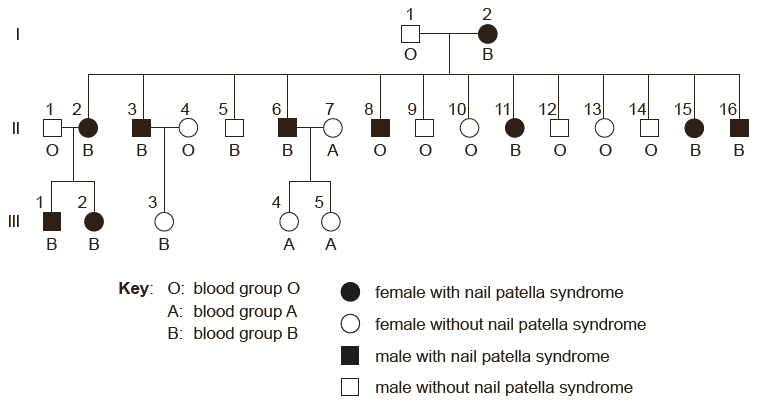 1 2
I
O B
1 2 3 4 5 6 7 8 9 10 11 12 13 14 15 16
II
O B B O B B A O O O B O O O B B
1 2 3 4 5
III
B B B A A
Key: O: blood group O
A: blood group A
B: blood group B
female with nail patella syndrome
female without nail patella syndrome
male with nail patella syndrome
male without nail patella syndrome